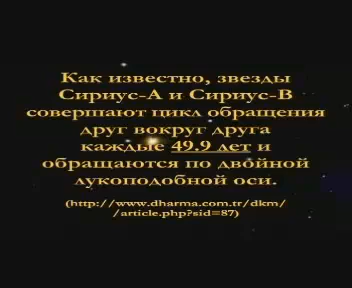 Как известно, звезды
Сириус-А и Сириус-В
совершают цикл обращения
друг вокруг друга
каждые 49.9 лет и
обращаются по двойной
лукоподобной оси.
(http://www.dharma.com.tr/dkm/
/article.php?sid=87)